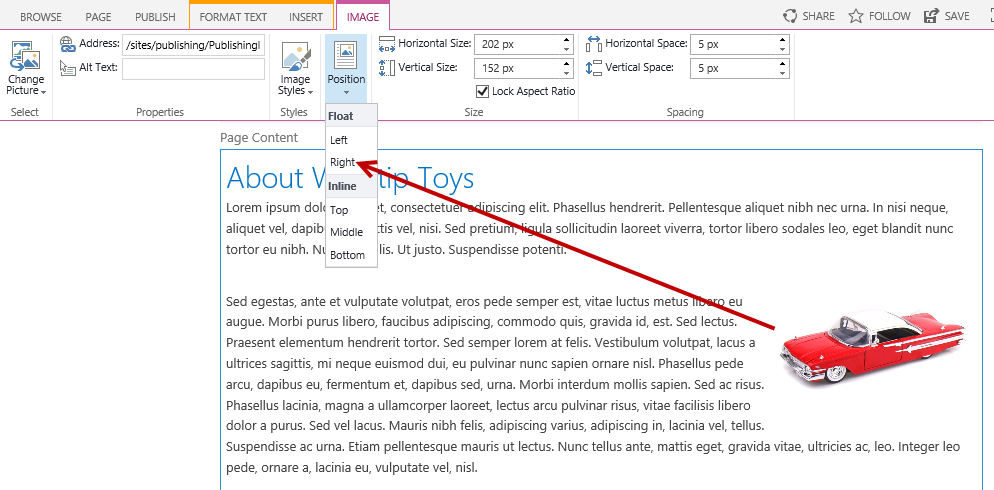 BROWSE PAGE PUBLISH FORMAT TEXT INSERT IMAGE SHARE FOLLOW SAVE
Address: /sites/publishing/PublishingI Horizontal Size: 202 px Horizontal Space: 5 px
Change Picture Alt Text: Image Styles Position Vertical Size: 152 px Vertical Space: 5 px
Lock Aspect Ratio
Select Properties Styles Size Spacing
Float
Left
Right
Inline
Top
Middle
Bottom
Page Content
About W tip Toys
Lorem ipsum dolo t, consectetuer adipiscing elit. Phasellus hendrerit. Pellentesque aliquet nibh nec urna. In nisi neque,
aliquet vel, dapib ttis vel, nisi. Sed pretium, ligula sollicitudin laoreet viverra, tortor libero sodales leo, eget blandit nunc
tortor eu nibh. Nu lis. Ut justo. Suspendisse potenti.
Sed egestas, ante et vulputate volutpat, eros pede semper est, vitae luctus metus libero eu
augue. Morbi purus libero, faucibus adipiscing, commodo quis, gravida id, est. Sed lectus.
Praesent elementum hendrerit tortor. Sed semper lorem at felis. Vestibulum volutpat, lacus a
ultrices sagittis, mi neque euismod dui, eu pulvinar nunc sapien ornare nisl. Phasellus pede
arcu, dapibus eu, fermentum et, dapibus sed, urna. Morbi interdum mollis sapien. Sed ac risus.
Phasellus lacinia, magna a ullamcorper laoreet, lectus arcu pulvinar risus, vitae facilisis libero
dolor a purus. Sed vel lacus. Mauris nibh felis, adipiscing varius, adipiscing in, lacinia vel, tellus.
Suspendisse ac urna. Etiam pellentesque mauris ut lectus. Nunc tellus ante, mattis eget, gravida vitae, ultricies ac, leo. Integer leo
pede, ornare a, lacinia eu, vulputate vel, nisl.